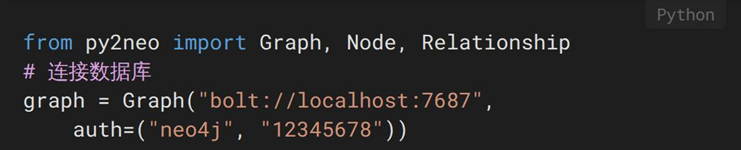 Python
from py2neo import Graph, Node, Relationship
# 连接数据库
graph = Graph("bolt://localhost:7687",
    auth=("neo4j", "12345678"))